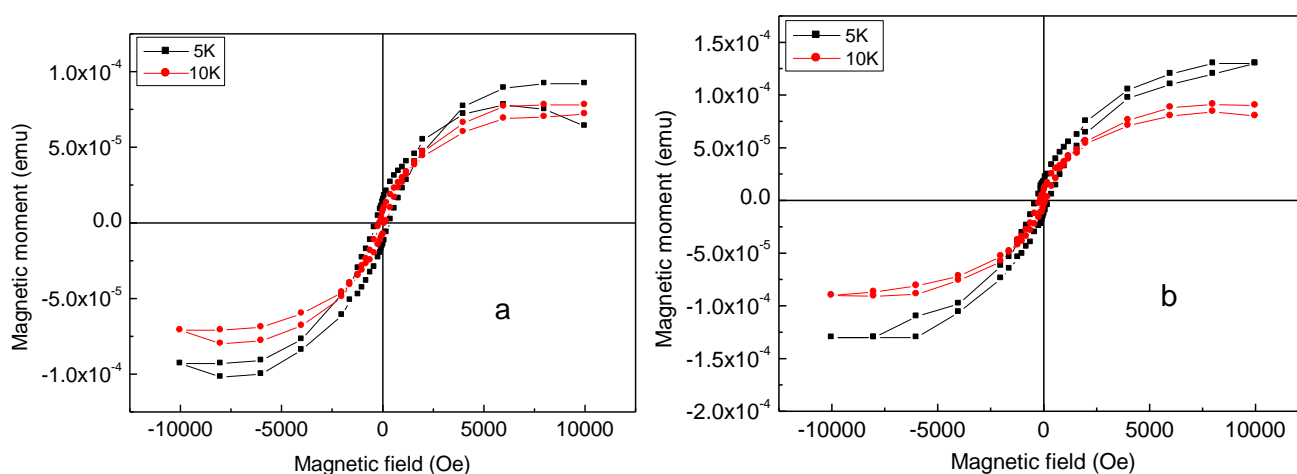 5K
10K
1.0x10-4
5.0x10-5
0.0
-5.0x10-5
-1.0x10-4
Magnetic moment (emu)
a
-10000 -5000 0 5000 10000
Magnetic field (Oe)
5K
10K
1.5x10-4
1.0x10-4
5.0x10-5
0.0
-5.0x10-5
-1.0x10-4
-1.5x10-4
-2.0x10-4
Magnetic moment (emu)
b
-10000 -5000 0 5000 10000
Magnetic field (Oe)